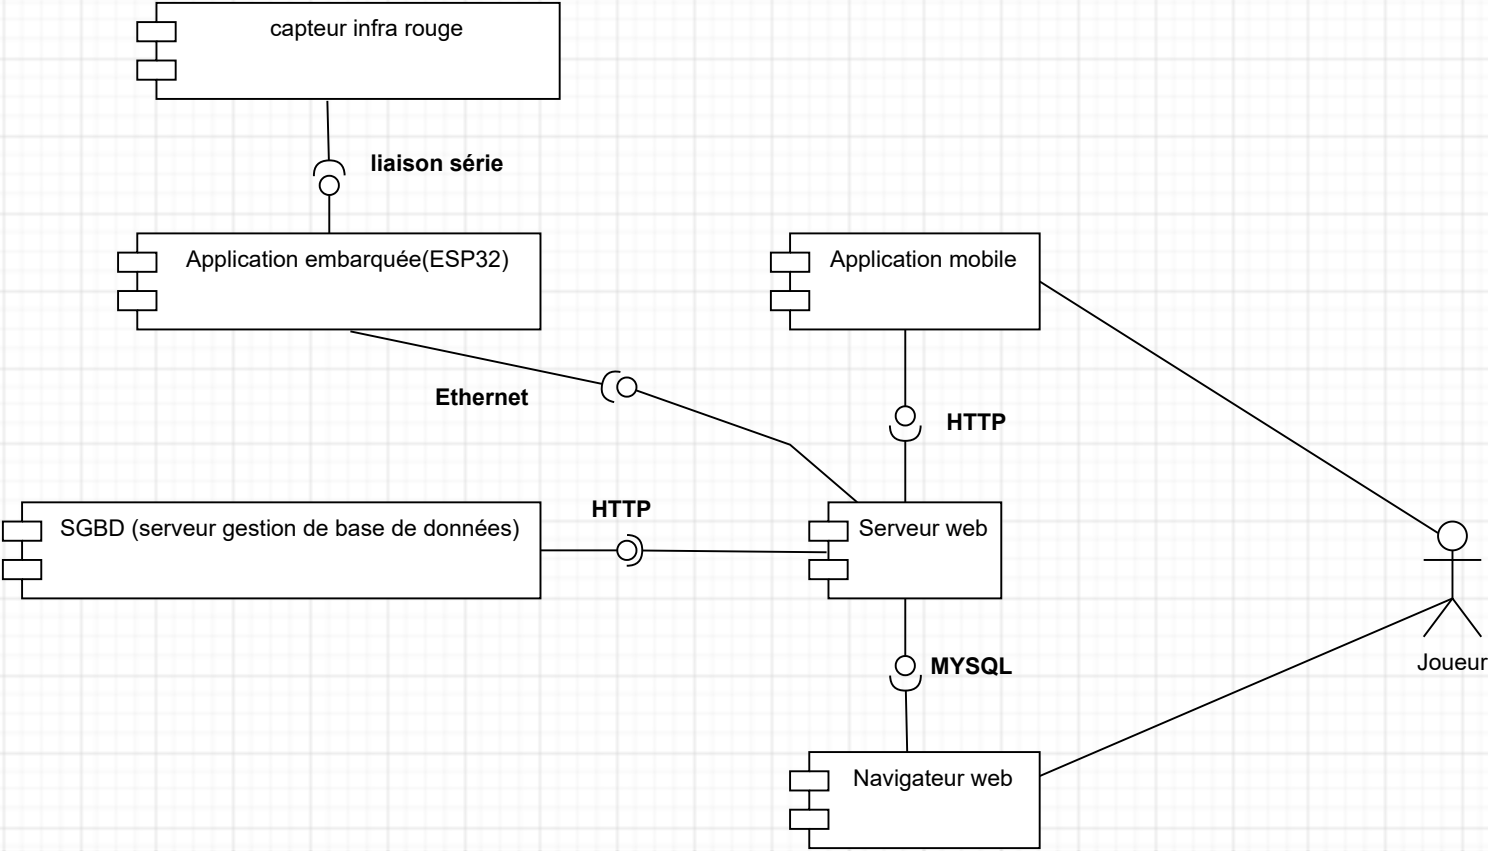 capteur infra rouge
liaison série
Application embarquée(ESP32)
Application mobile
Ethernet
HTTP
HTTP
SGBD (serveur gestion de base de données)
Serveur web
MYSQL
Joueur
Navigateur web